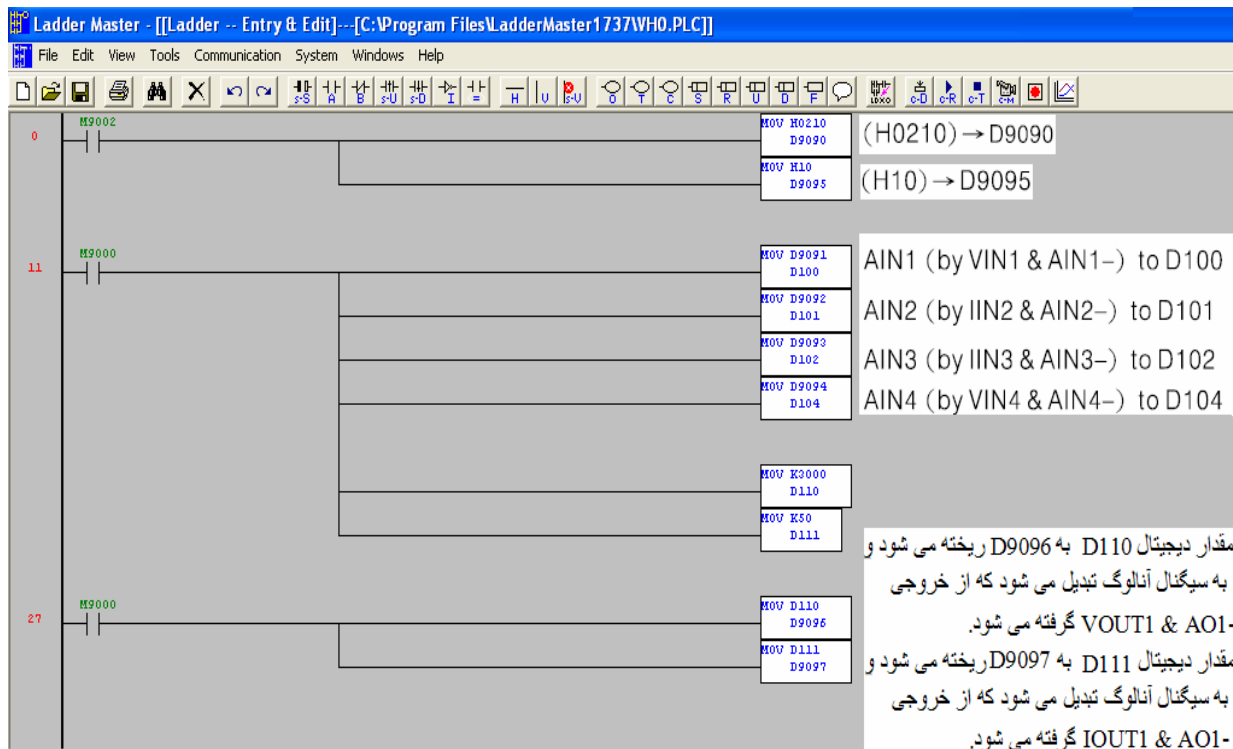 Ladder Master - [[Ladder -- Entry & Edit]---[C:\Program Files\LadderMaster1737\VH0.PLC]]
File Edit View Tools Communication System Windows Help
s-S A B s-U s-D I = H U s-U O T C S R U D F LDXO c-D c-R c-T c-M
M9002
0
MOV H0210
D9090
(H0210)→D9090
MOV H10
D9095
(H10)→D9095
M9000
11
MOV D9091
D100
AIN1 (by VIN1 & AIN1–) to D100
MOV D9092
D101
AIN2 (by IIN2 & AIN2–) to D101
MOV D9093
D102
AIN3 (by IIN3 & AIN3–) to D102
MOV D9094
D104
AIN4 (by VIN4 & AIN4–) to D104
MOV K3000
D110
MOV K50
D111
M9000
27
MOV D110
D9096
MOV D111
D9097
مقدار دیجیتال D110 به D9096 ریخته می شود و
به سیگنال آنالوگ تبدیل می شود که از خروجی
VOUT1 & AO1- گرفته می شود.
مقدار دیجیتال D111 به D9097 ریخته می شود و
به سیگنال آنالوگ تبدیل می شود که از خروجی
IOUT1 & AO1- گرفته می شود.